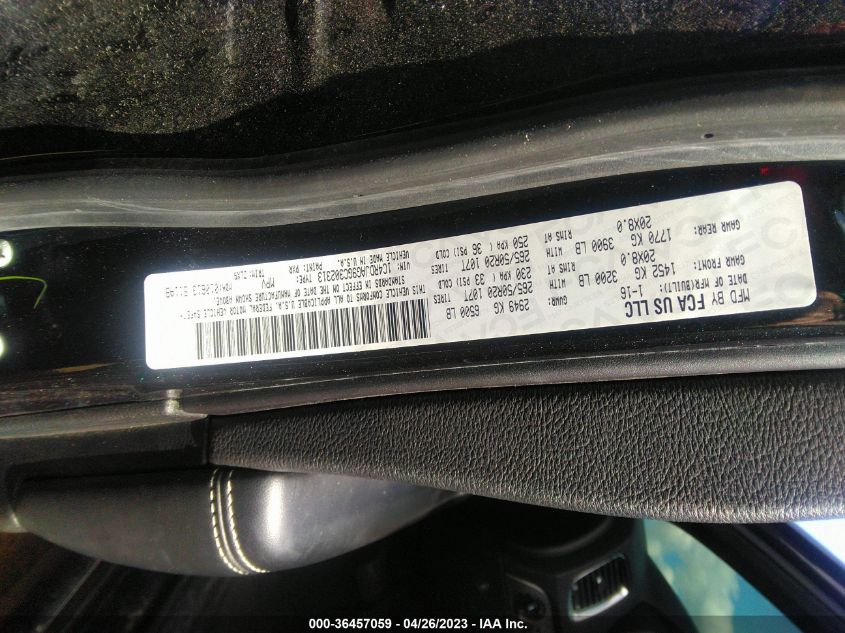 MFD BY FCA US LLC
DATE OF MFR(BUILT): 1-16 GVWR: 2949 KG 6500 LB
GAWR FRONT: 1452 KG 3200 LB WITH 265/50R20 107T TIRES
20X8.0 RIMS AT 230 KPA( 33 PSI) COLD
GAWR REAR: 1770 KG 3900 LB WITH 265/50R20 107T TIRES
20X8.0 RIMS AT 250 KPA( 36 PSI) COLD
THIS VEHICLE CONFORMS TO ALL APPLICABLE U.S.A. FEDERAL MOTOR VEHICLE SAFETY
STANDARDS IN EFFECT ON THE DATE OF MANUFACTURE SHOWN ABOVE.
VIN: 1C4RDJAG9GC302313 TYPE: MPV
VEHICLE MADE IN U.S.A. PAINT: PXR TRIM:
000-36457059 - 04/26/2023 - IAA Inc.